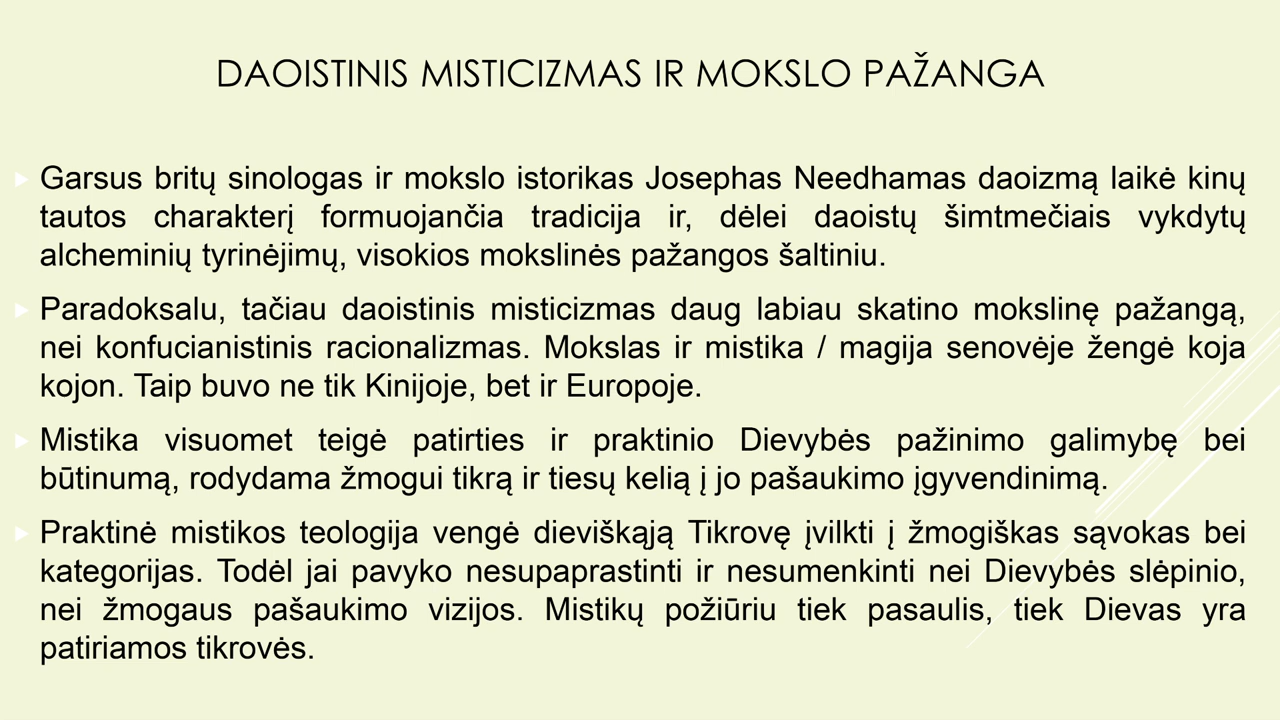 DAOISTINIS MISTICIZMAS IR MOKSLO PAŽANGA
Garsus britų sinologas ir mokslo istorikas Josephas Needhamas daoizmą laikė kinų
tautos charakterį formuojančia tradicija ir, dėlei daoistų šimtmečiais vykdytų
alcheminių tyrinėjimų, visokios mokslinės pažangos šaltiniu.
Paradoksalu, tačiau daoistinis misticizmas daug labiau skatino mokslinę pažangą,
nei konfucianistinis racionalizmas. Mokslas ir mistika / magija senovėje žengė koja
kojon. Taip buvo ne tik Kinijoje, bet ir Europoje.
Mistika visuomet teigė patirties ir praktinio Dievybės pažinimo galimybę bei
būtinumą, rodydama žmogui tikrą ir tiesų kelią į jo pašaukimo įgyvendinimą.
Praktinė mistikos teologija vengė dieviškąją Tikrovę įvilkti į žmogiškas sąvokas bei
kategorijas. Todėl jai pavyko nesupaprastinti ir nesumenkinti nei Dievybės slėpinio,
nei žmogaus pašaukimo vizijos. Mistikų požiūriu tiek pasaulis, tiek Dievas yra
patiriamos tikrovės.